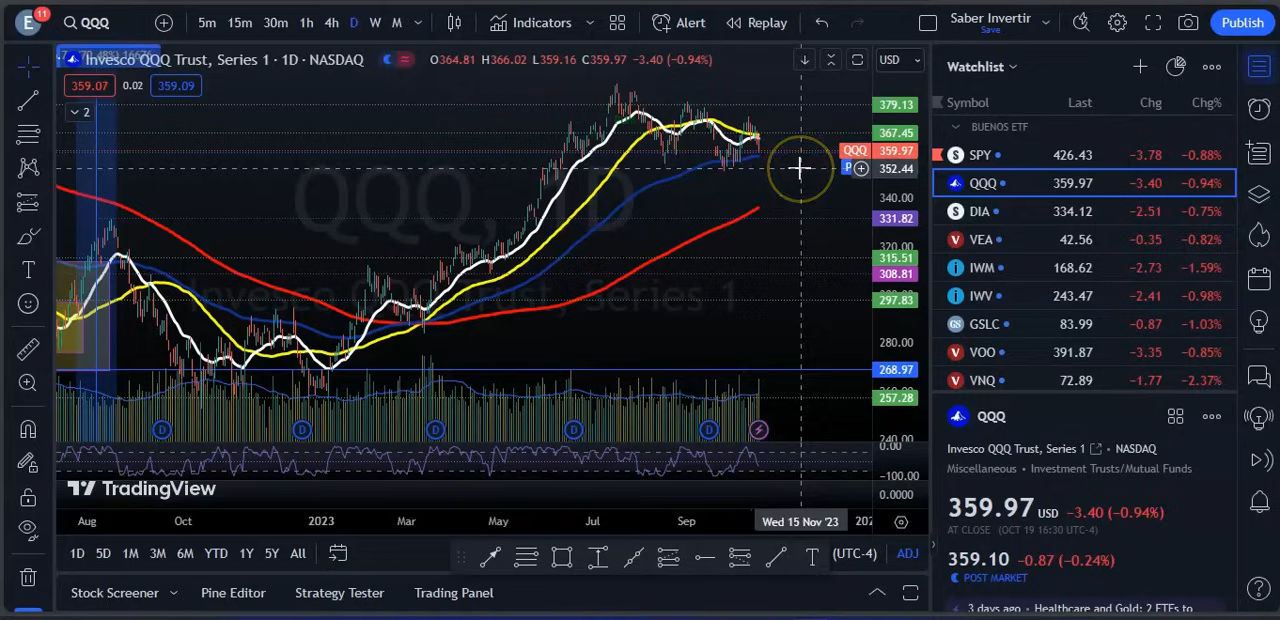 E 11 QQQ 5m 15m 30m 1h 4h D W M Indicators Alert Replay Saber Invertir Save Publish
Invesco QQQ Trust, Series 1 · 1D · NASDAQ O364.81 H366.02 L359.16 C359.97 −3.40 (−0.94%) USD
359.07 0.02 359.09
2
QQQ, 1D
Invesco QQQ Trust, Series 1
379.13
367.45
QQQ 359.97
352.44
340.00
331.82
320.00
315.51
308.81
297.83
280.00
268.97
257.28
240.00
0.00
−100.00
0.0000
D D D D D
TradingView
Aug Oct 2023 Mar May Jul Sep Wed 15 Nov '23
1D 5D 1M 3M 6M YTD 1Y 5Y All T (UTC-4) ADJ
Stock Screener Pine Editor Strategy Tester Trading Panel
Watchlist
Symbol Last Chg Chg%
BUENOS ETF
SPY 426.43 −3.78 −0.88%
QQQ 359.97 −3.40 −0.94%
DIA 334.12 −2.51 −0.75%
VEA 42.56 −0.35 −0.82%
IWM 168.62 −2.73 −1.59%
IWV 243.47 −2.41 −0.98%
GSLC 83.99 −0.87 −1.03%
VOO 391.87 −3.35 −0.85%
VNQ 72.89 −1.77 −2.37%
QQQ
Invesco QQQ Trust, Series 1 • NASDAQ
Miscellaneous • Investment Trusts/Mutual Funds
359.97 USD −3.40 (−0.94%)
AT CLOSE (OCT 19 16:30 UTC-4)
359.10 −0.87 (−0.24%)
POST MARKET
3 days ago • Healthcare and Gold: 2 ETFs to